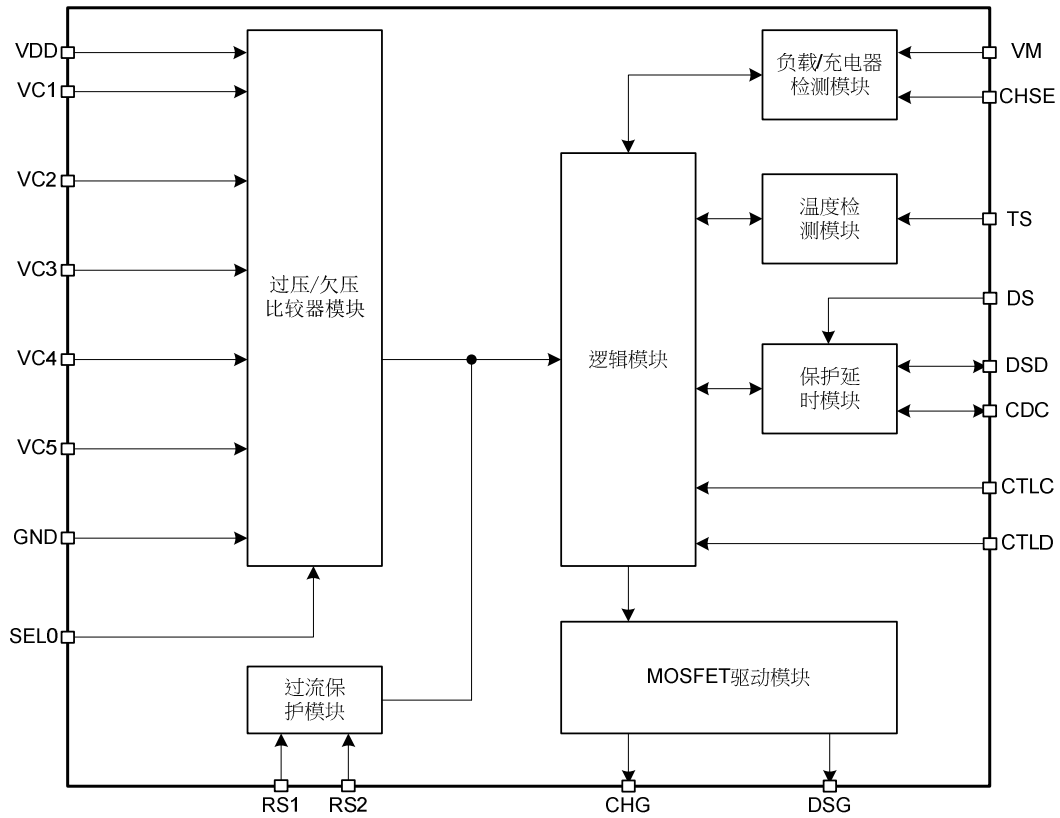 VDD
VC1
VC2
VC3
VC4
VC5
GND
SEL0
过压/欠压
比较器模块
过流保
护模块
RS1
RS2
逻辑模块
负载/充电器
检测模块
温度检
测模块
保护延
时模块
MOSFET驱动模块
VM
CHSE
TS
DS
DSD
CDC
CTLC
CTLD
CHG
DSG